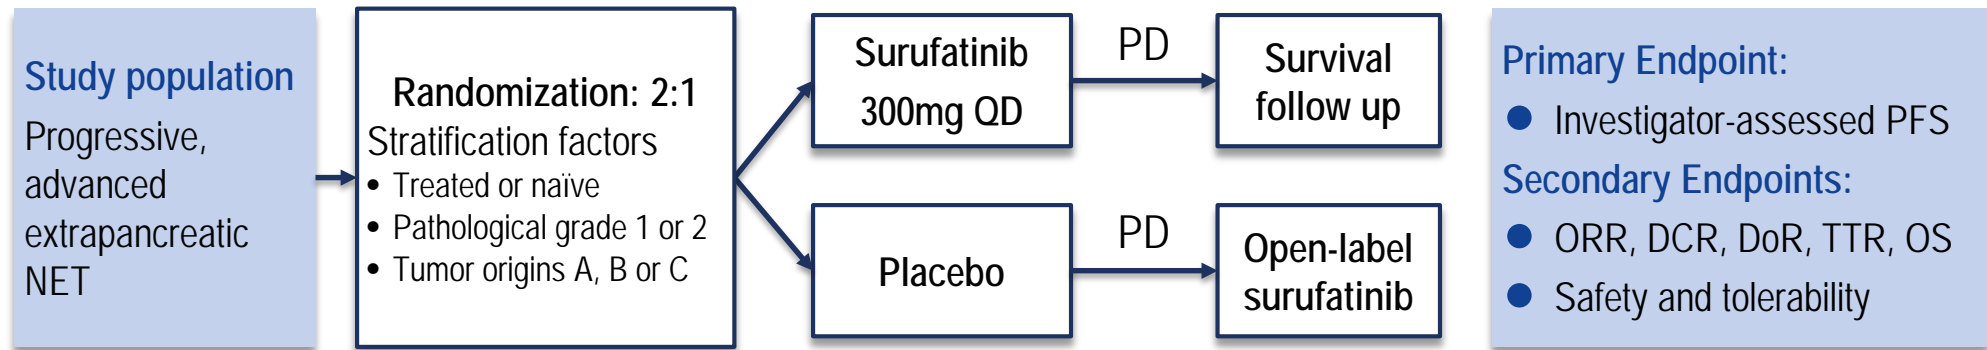 Study population
Progressive,
advanced
extrapancreatic
NET
Randomization: 2:1
Stratification factors
• Treated or naïve
• Pathological grade 1 or 2
• Tumor origins A, B or C
Surufatinib
300mg QD
PD
Survival
follow up
Placebo
PD
Open-label
surufatinib
Primary Endpoint:
● Investigator-assessed PFS
Secondary Endpoints:
● ORR, DCR, DoR, TTR, OS
● Safety and tolerability